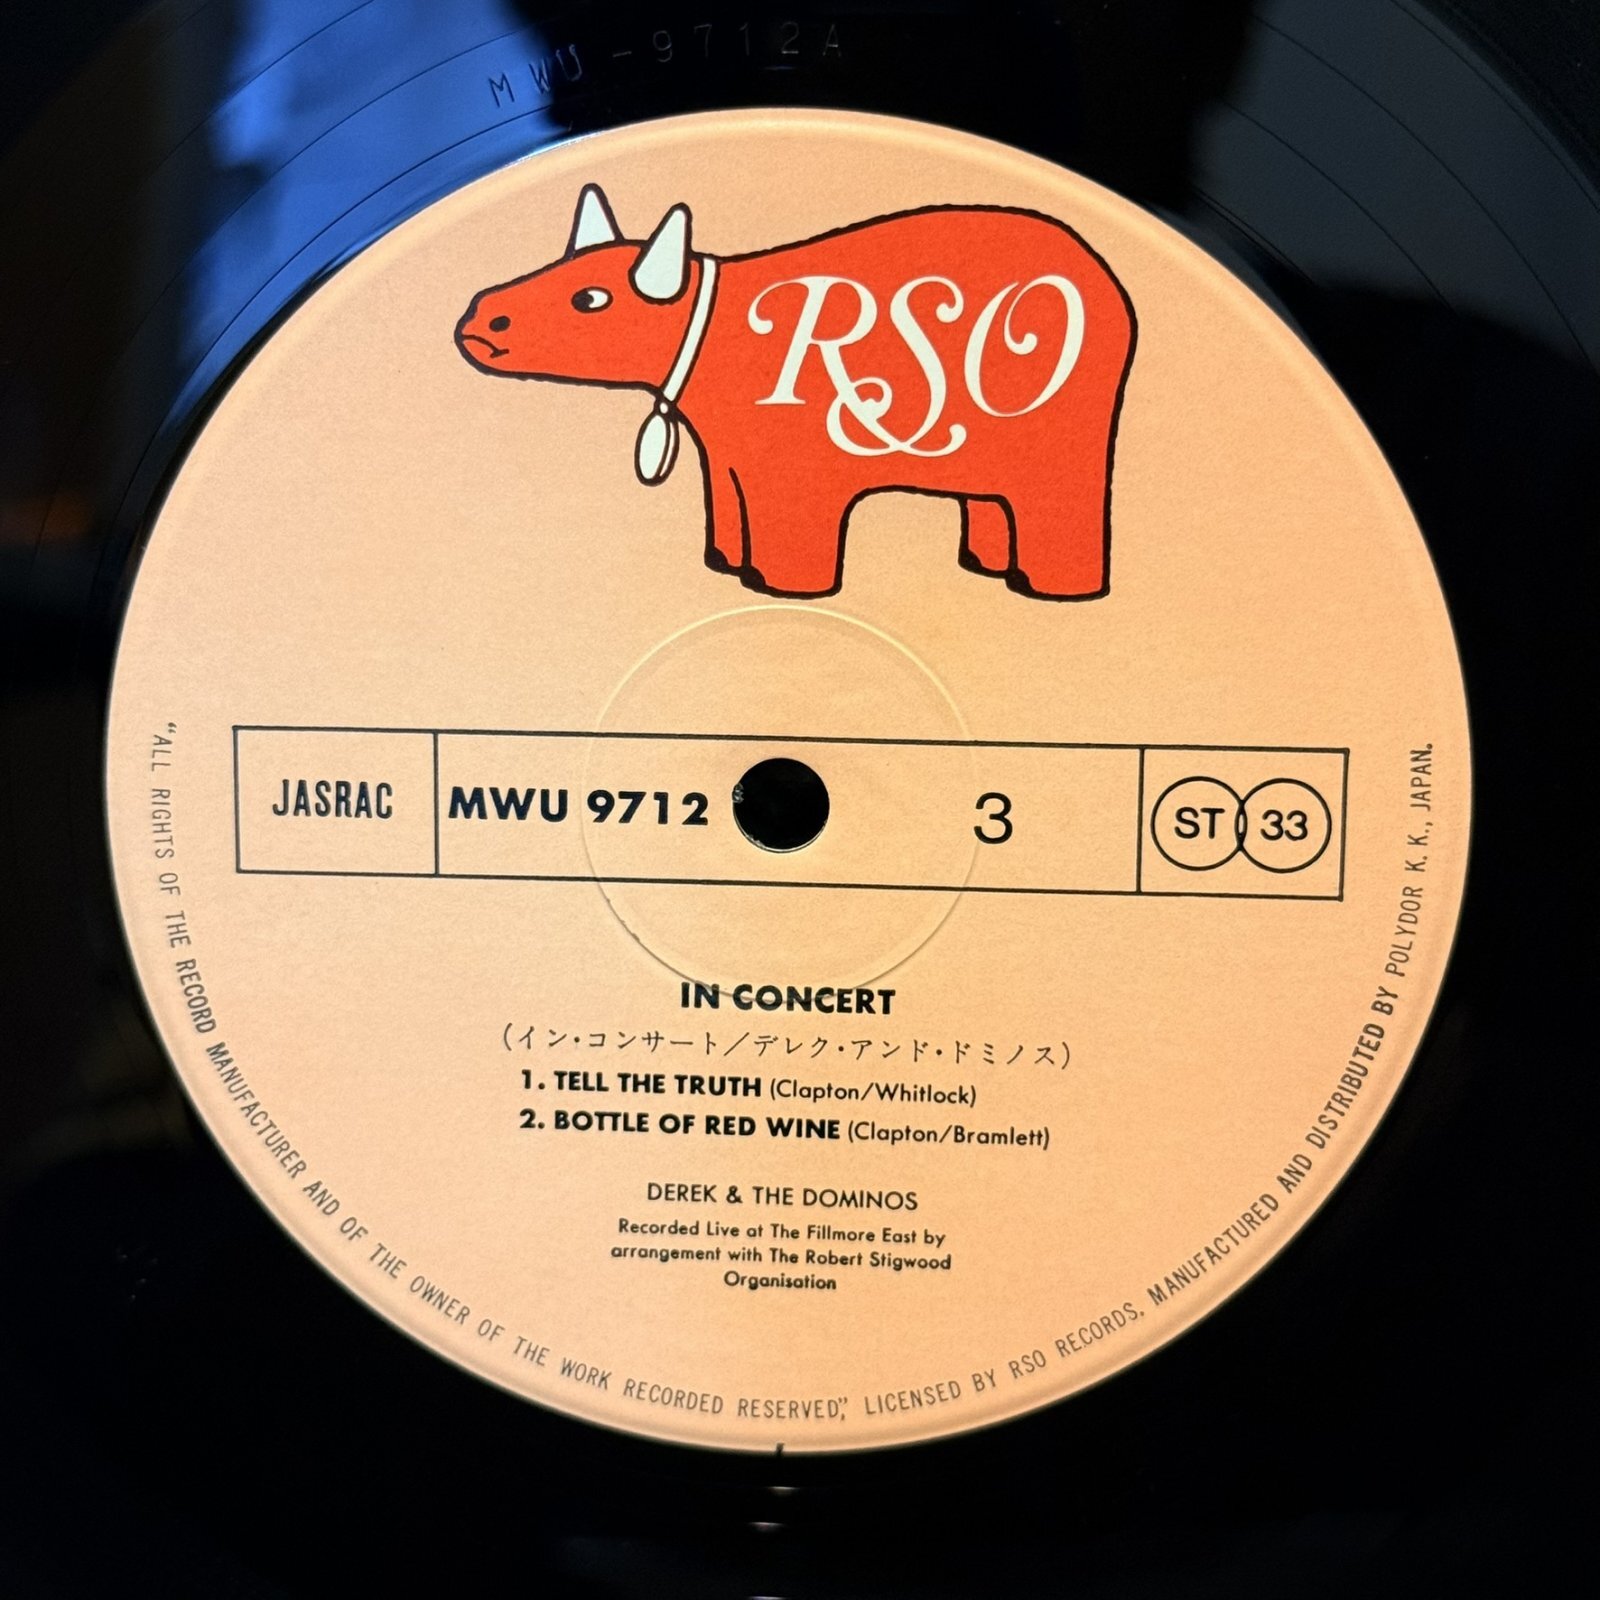 MWU-9712A
RSO
JASRAC
MWU 9712
3
ST 33
IN CONCERT
(イン・コンサート/デレク・アンド・ドミノス)
1. TELL THE TRUTH (Clapton/Whitlock)
2. BOTTLE OF RED WINE (Clapton/Bramlett)
DEREK & THE DOMINOS
Recorded Live at The Fillmore East by
arrangement with The Robert Stigwood
Organisation
"ALL RIGHTS OF THE RECORD MANUFACTURER AND OF THE OWNER OF THE WORK RECORDED RESERVED," LICENSED BY RSO RECORDS. MANUFACTURED AND DISTRIBUTED BY POLYDOR K. K., JAPAN.